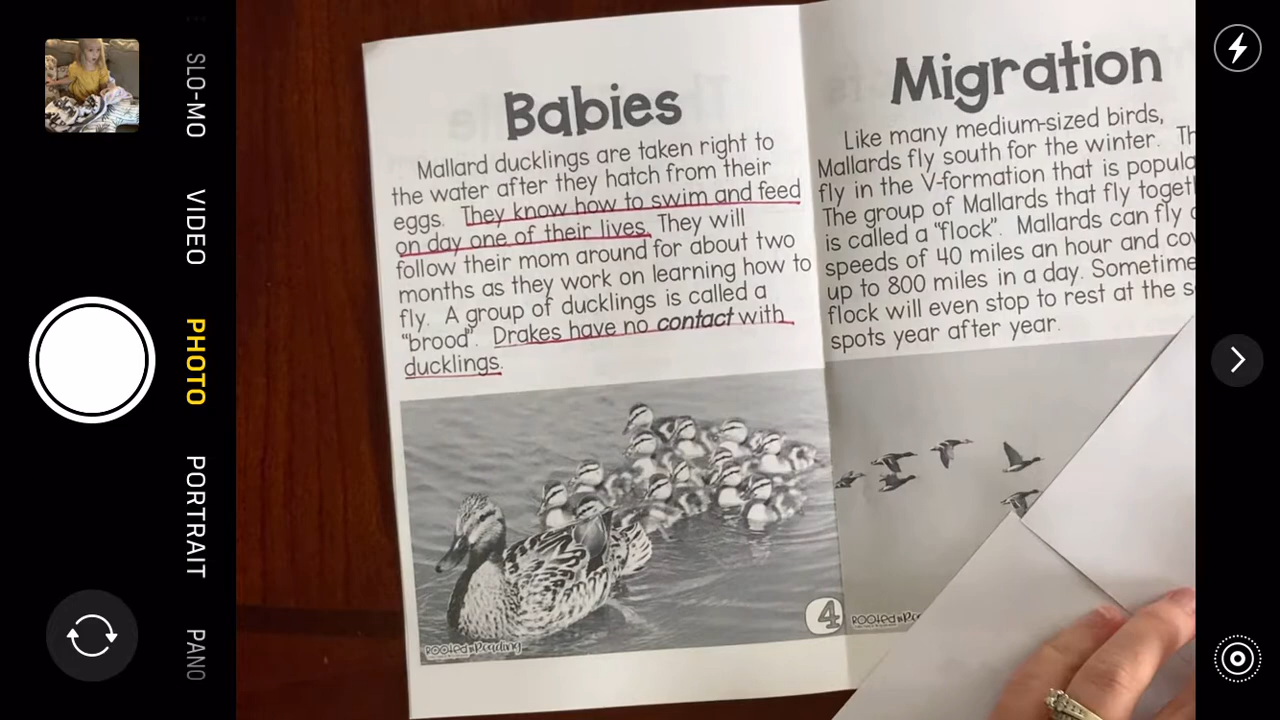 SLO-MO
VIDEO
PHOTO
PORTRAIT
PANO
Babies
Mallard ducklings are taken right to
the water after they hatch from their
eggs. They know how to swim and feed
on day one of their lives. They will
follow their mom around for about two
months as they work on learning how to
fly. A group of ducklings is called a
"brood". Drakes have no contact with
ducklings.
4
Rooted in Reading
Migration
Like many medium-sized birds,
Mallards fly south for the winter.
fly in the V-formation that is
The group of Mallards that fly
is called a "flock". Mallards can fly
speeds of 40 miles an hour and
up to 800 miles in a day.
flock will even stop to rest at the
spots year after year.
Rooted in